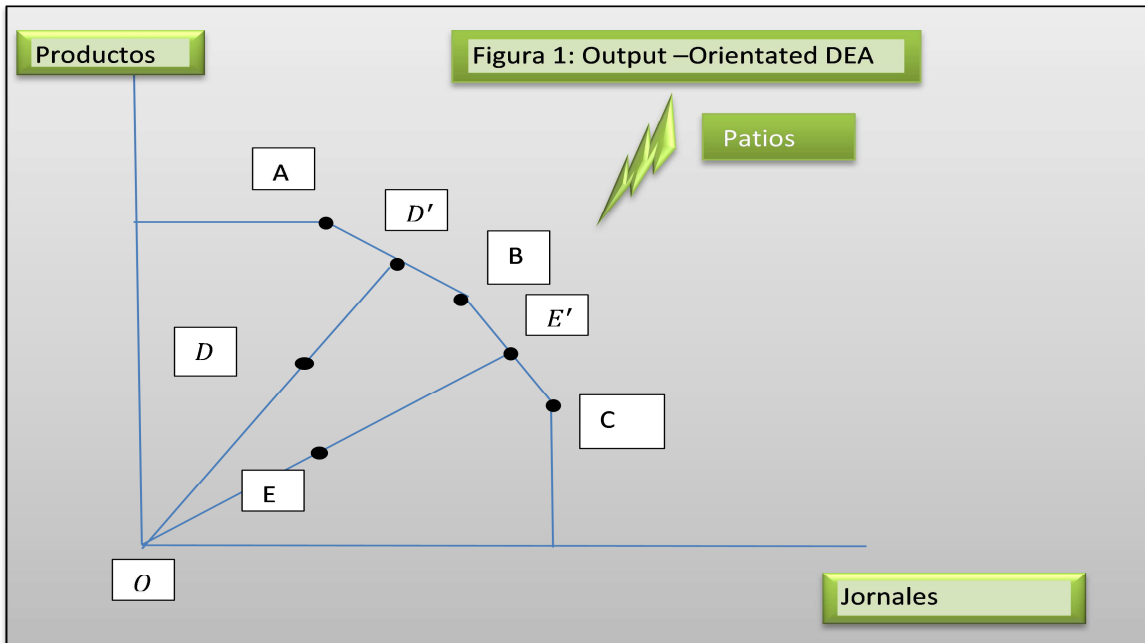 Productos
Figura 1: Output –Orientated DEA
Patios
A
D′
B
E′
D
C
E
O
Jornales